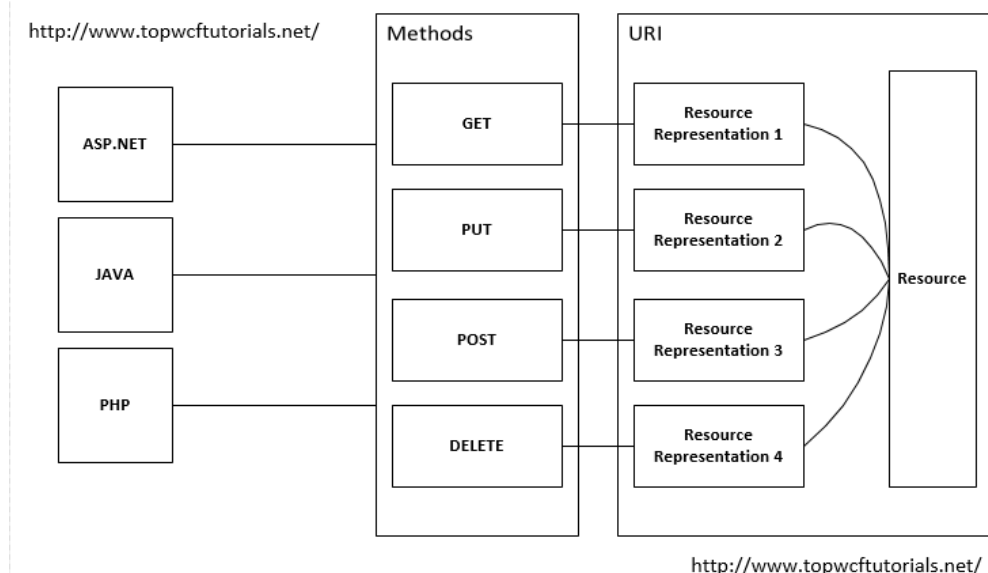 http://www.topwcftutorials.net/
Methods
URI
ASP.NET
JAVA
PHP
GET
PUT
POST
DELETE
Resource
Representation 1
Resource
Representation 2
Resource
Representation 3
Resource
Representation 4
Resource
http://www.topwcftutorials.net/